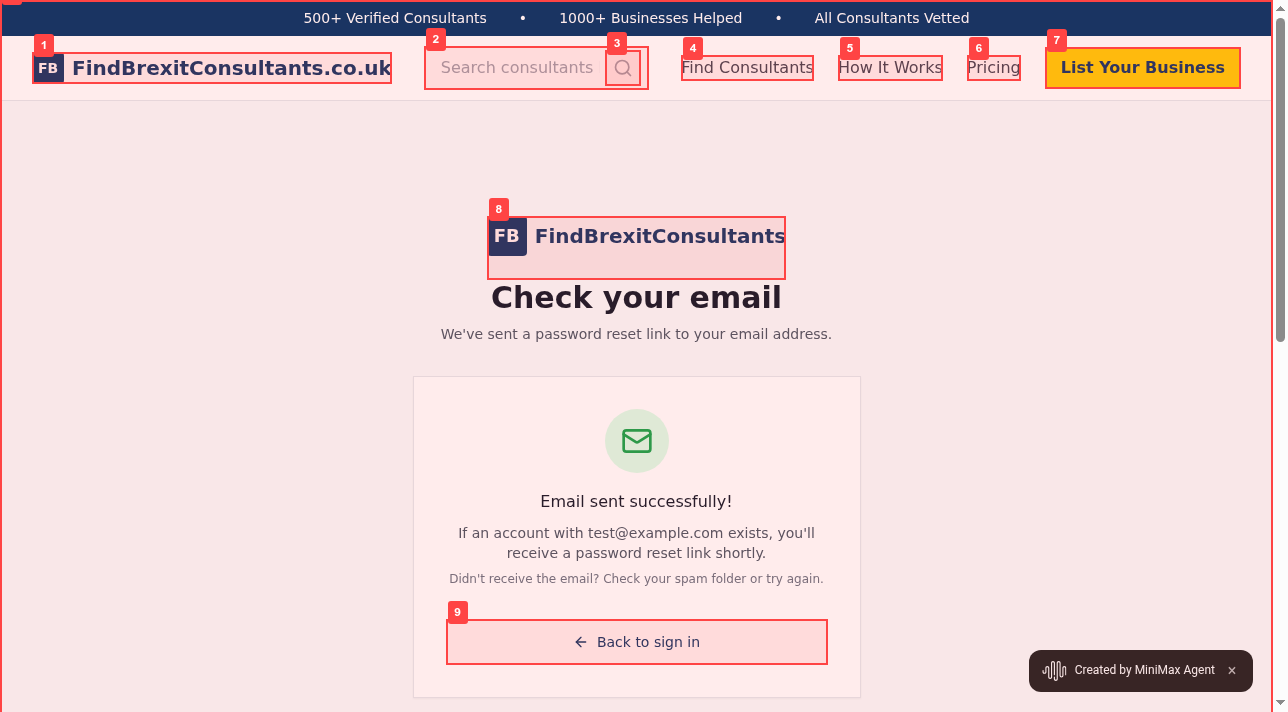 500+ Verified Consultants • 1000+ Businesses Helped • All Consultants Vetted
1 2 3 4 5 6 7
FB FindBrexitConsultants.co.uk Search consultants Find Consultants How It Works Pricing List Your Business
8
FB FindBrexitConsultants
Check your email
We've sent a password reset link to your email address.
Email sent successfully!
If an account with test@example.com exists, you'll
receive a password reset link shortly.
Didn't receive the email? Check your spam folder or try again.
9
Back to sign in
Created by MiniMax Agent ×